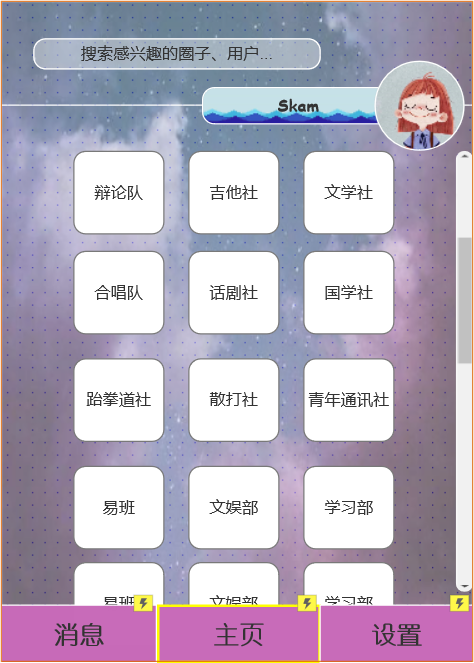 搜索感兴趣的圈子、用户...
Skam
辩论队 吉他社 文学社
合唱队 话剧社 国学社
跆拳道社 散打社 青年通讯社
易班 文娱部 学习部
易班 文娱部 学习部
消息 主页 设置